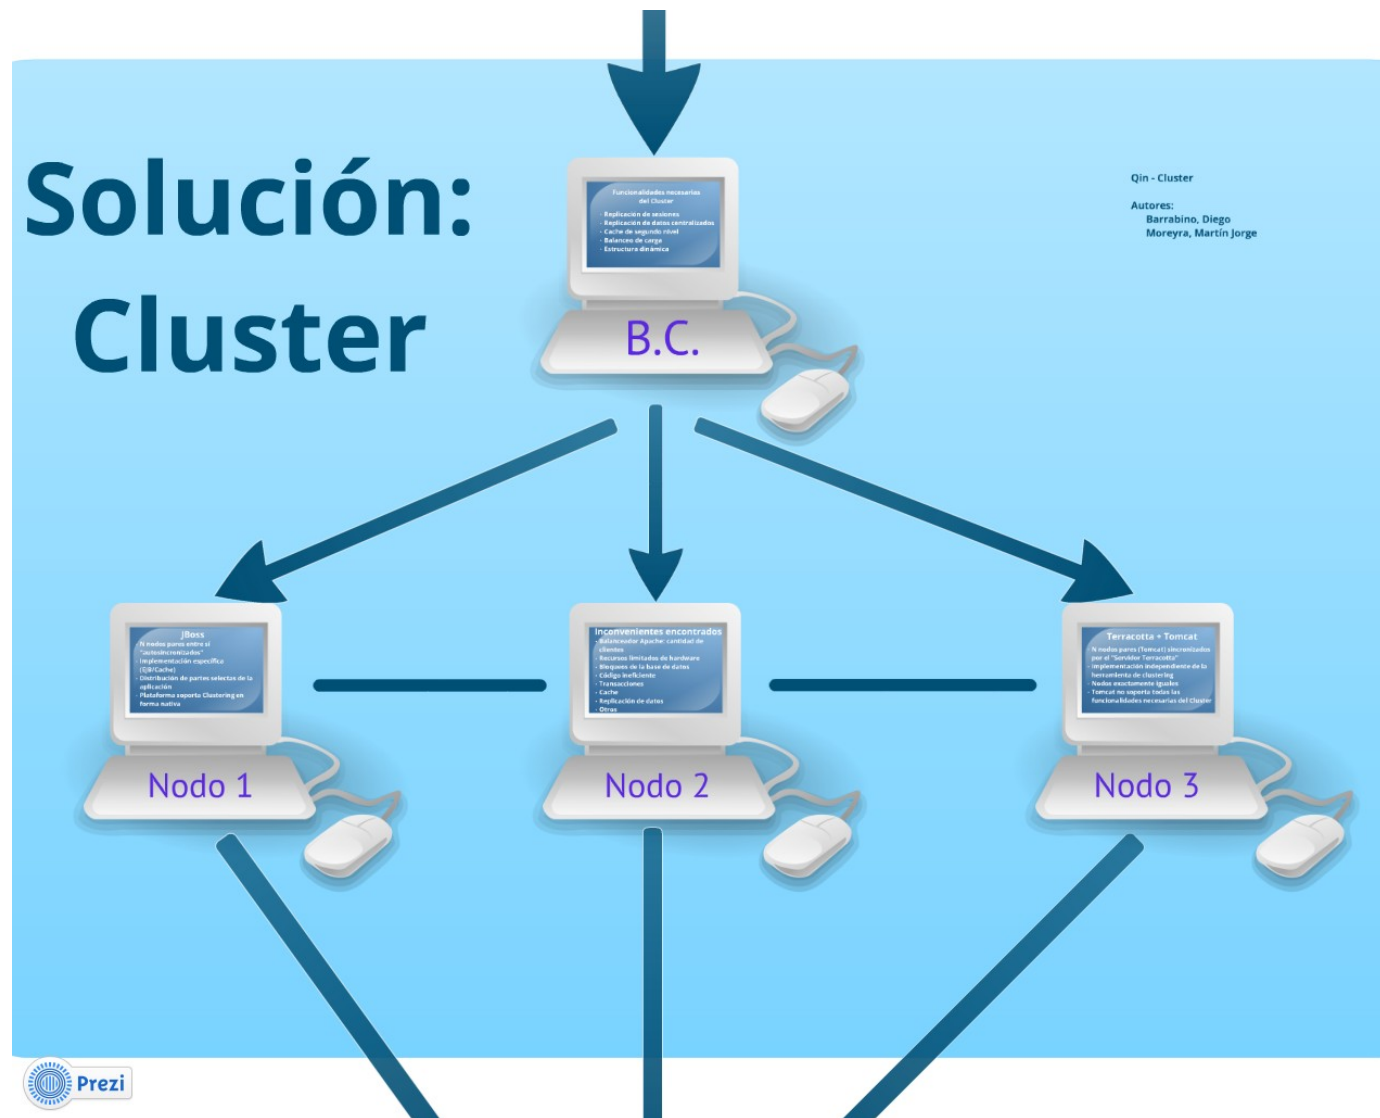 Solución:
Cluster
Qin - Cluster
Autores:
Barrabino, Diego
Moreyra, Martín Jorge
Funcionalidades necesarias
del Cluster
- Replicación de sesiones
- Replicación de datos centralizados
- Cache de segundo nivel
- Balanceo de carga
- Estructura dinámica
B.C.
JBoss
- N nodos pares entre sí
"autosincronizados"
- Implementación específica
(EJB/Cache)
- Distribución de partes selectas de la
aplicación
- Plataforma soporta Clustering en
forma nativa
Nodo 1
Inconvenientes encontrados
- Balanceador Apache: cantidad de
clientes
- Recursos limitados de hardware
- Bloqueos de la base de datos
- Código ineficiente
- Transacciones
- Cache
- Replicación de datos
- Otros
Nodo 2
Terracotta + Tomcat
- N nodos pares (Tomcat) sincronizados
por el "Servidor Terracotta"
- Implementación independiente de la
herramienta de clustering
- Nodos exactamente iguales
- Tomcat no soporta todas las
funcionalidades necesarias del Cluster
Nodo 3
Prezi